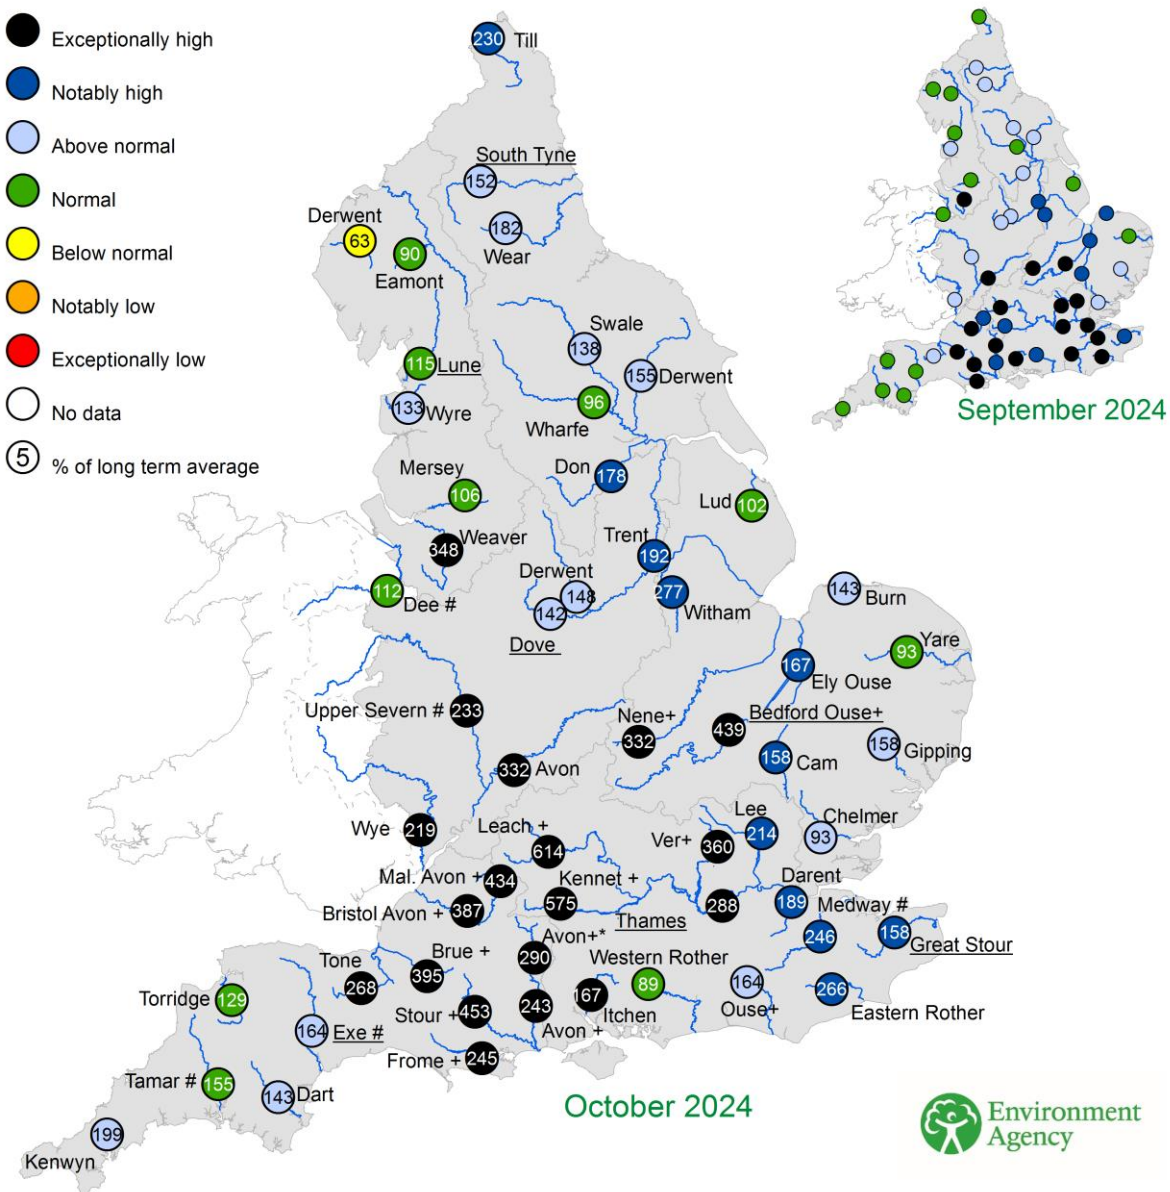 Exceptionally high
Notably high
Above normal
Normal
Below normal
Notably low
Exceptionally low
No data
5 % of long term average
230 Till
South Tyne
152
182
Wear
Derwent
63
90
Eamont
Swale
138
155 Derwent
115 Lune
133 Wyre
96
Wharfe
September 2024
Mersey
106
Don 178
Lud 102
Weaver
348
Trent
192
Derwent
148
142
Dove
277
Witham
112
Dee #
143 Burn
Yare
93
167
Ely Ouse
Upper Severn # 233
Nene+
332
Bedford Ouse+
439
158 Gipping
158 Cam
332 Avon
Wye 219
Leach +
614
Ver+
360
Lee
214
Chelmer
93
Mal. Avon +
434
Kennet +
575
Bristol Avon + 387
Thames
288
Darent
189
Medway #
246
158
Great Stour
Avon+*
290
Brue +
395
Tone
268
Western Rother
89
164
Ouse+
266
Eastern Rother
Torridge 129
164 Exe #
Stour + 453
243
Avon +
167
Itchen
Frome + 245
Tamar # 155
143 Dart
199
Kenwyn
October 2024
Environment
Agency